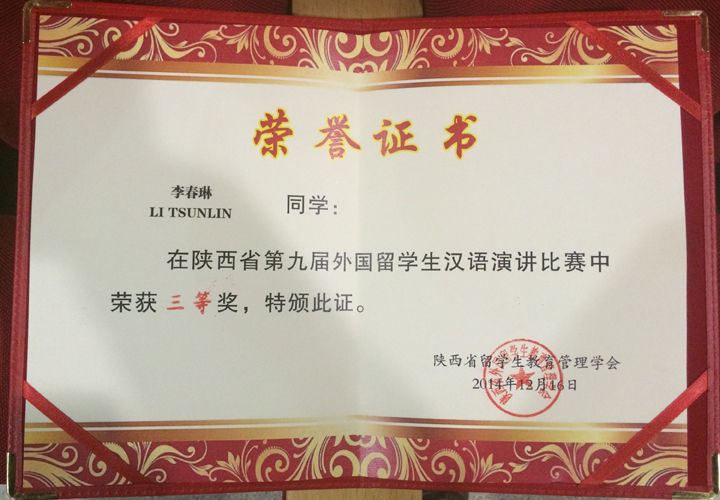 荣誉证书
李春琳
LI TSUNLIN
同学：
在陕西省第九届外国留学生汉语演讲比赛中
荣获三等奖，特颁此证。
陕西省留学生教育管理学会
2014年12月16日